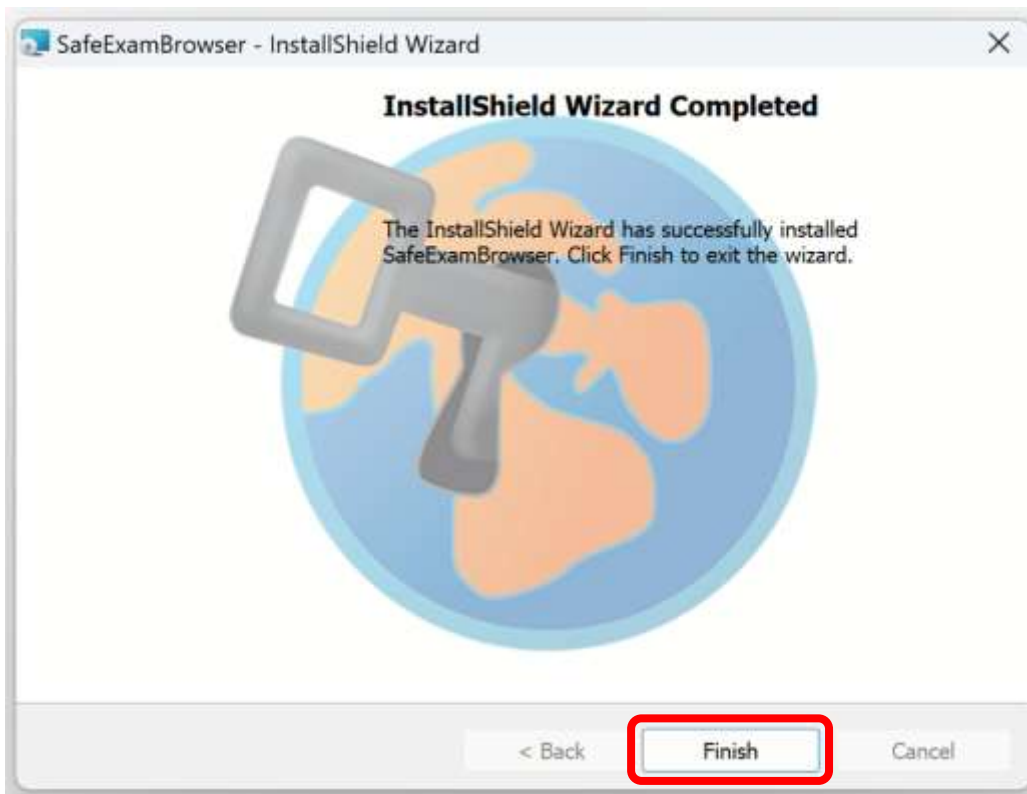 SafeExamBrowser - InstallShield Wizard
InstallShield Wizard Completed
The InstallShield Wizard has successfully installed
SafeExamBrowser. Click Finish to exit the wizard.
< Back
Finish
Cancel